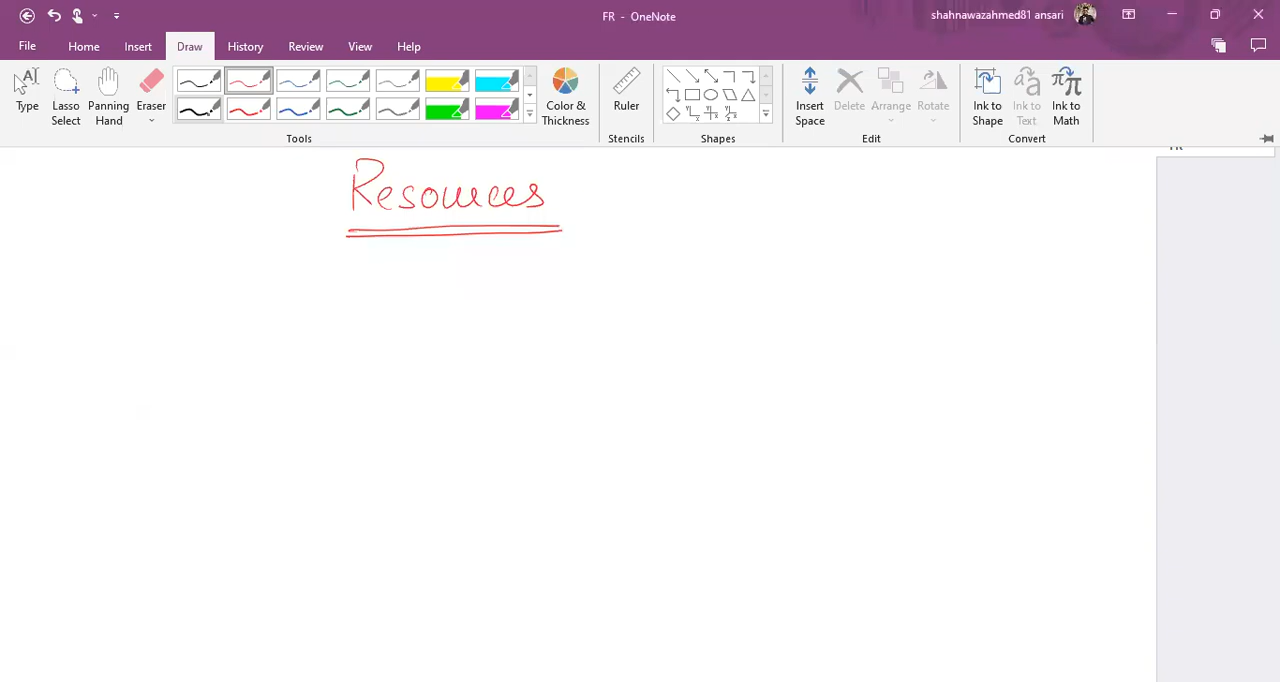 FR - OneNote
shahnawazahmed81 ansari
File Home Insert Draw History Review View Help
Type
Lasso Select
Panning Hand
Eraser
Color & Thickness
Ruler
Insert Space
Delete
Arrange
Rotate
Ink to Shape
Ink to Text
Ink to Math
Tools
Stencils
Shapes
Edit
Convert
FR
Resources